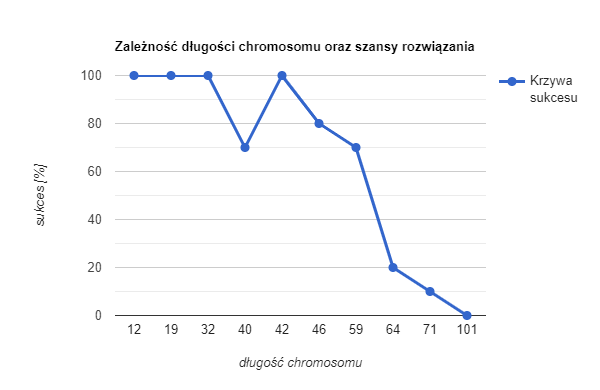 Zależność długości chromosomu oraz szansy rozwiązania
100
80
60
40
20
0
sukces [%]
12 19 32 40 42 46 59 64 71 101
długość chromosomu
Krzywa
sukcesu